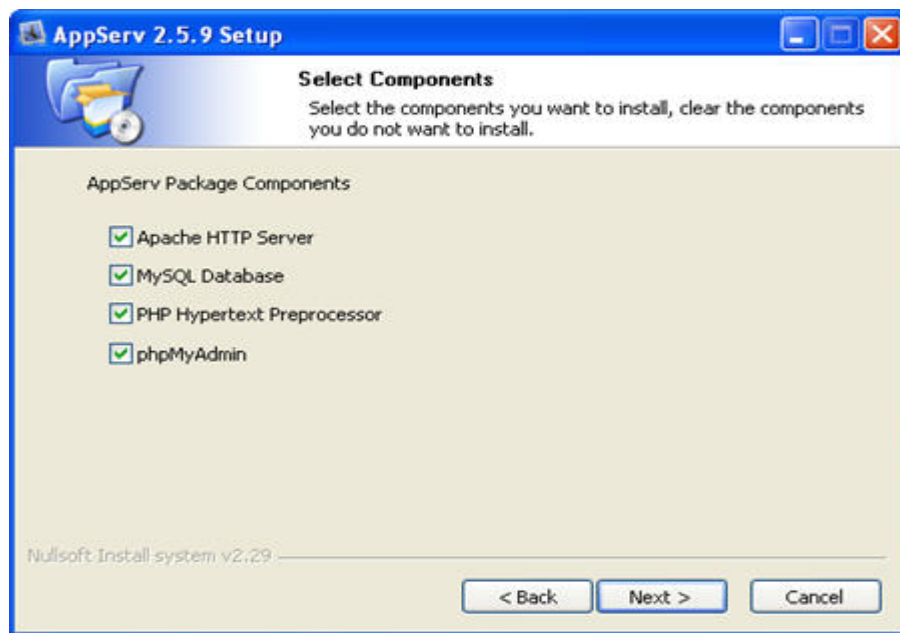 AppServ 2.5.9 Setup
Select Components
Select the components you want to install, clear the components
you do not want to install.
AppServ Package Components
Apache HTTP Server
MySQL Database
PHP Hypertext Preprocessor
phpMyAdmin
Nullsoft Install system v2.29
< Back Next > Cancel